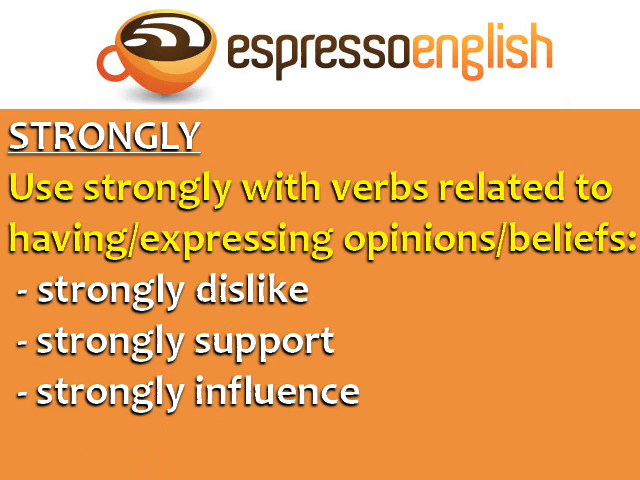 espressoenglish
STRONGLY
Use strongly with verbs related to
having/expressing opinions/beliefs:
- strongly dislike
- strongly support
- strongly influence